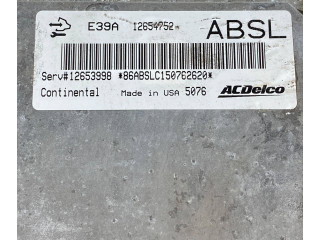 E39A 12654752 ABSL
Serv#12653998 *86ABSLC150762620*
Continental Made in USA 5076 ACDelco